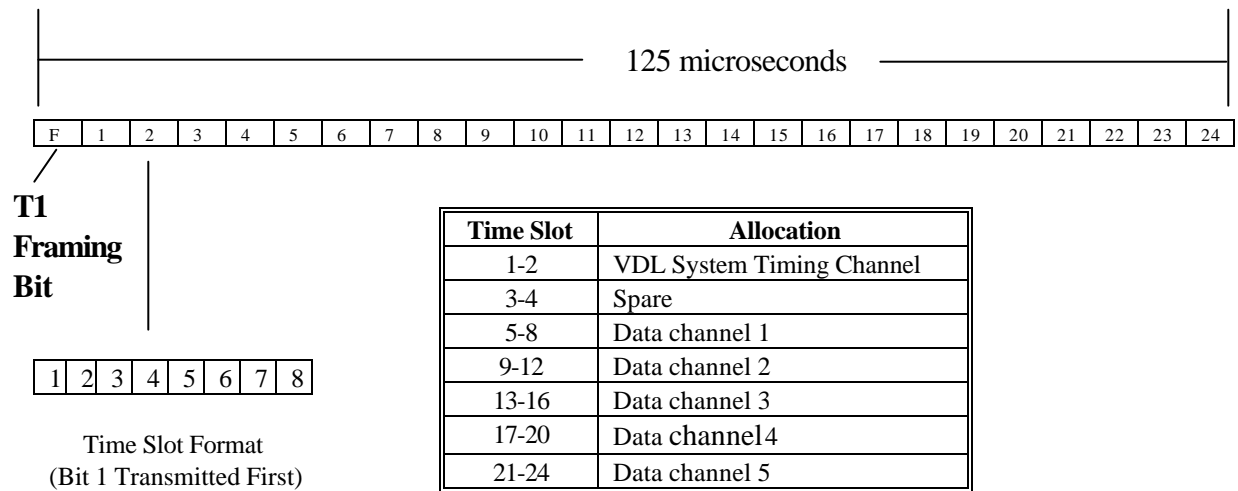 125 microseconds
F 1 2 3 4 5 6 7 8 9 10 11 12 13 14 15 16 17 18 19 20 21 22 23 24
T1
Framing
Bit
1 2 3 4 5 6 7 8
Time Slot Format
(Bit 1 Transmitted First)
Time Slot Allocation
1-2 VDL System Timing Channel
3-4 Spare
5-8 Data channel 1
9-12 Data channel 2
13-16 Data channel 3
17-20 Data channel4
21-24 Data channel 5